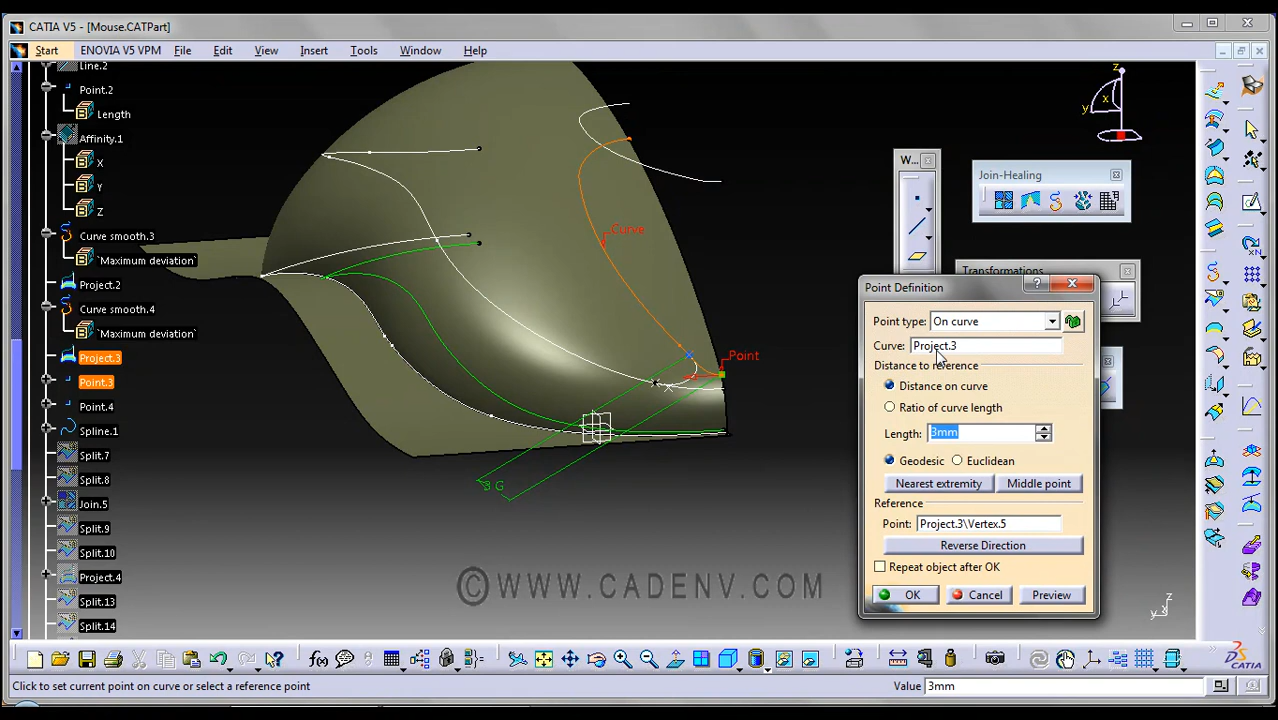 CATIA V5 - [Mouse.CATPart]
Start ENOVIA V5 VPM File Edit View Insert Tools Window Help
Line.2
Point.2
Length
Affinity.1
X
Y
Z
Curve smooth.3
`Maximum deviation`
Project.2
Curve smooth.4
`Maximum deviation`
Project.3
Point.3
Point.4
Spline.1
Split.7
Split.8
Join.5
Split.9
Split.10
Project.4
Split.13
Split.14
Curve
Point
3 G
z
y
x
W...
Join-Healing
Transformations
Point Definition
Point type: On curve
Curve: Project.3
Distance to reference
Distance on curve
Ratio of curve length
Length: 3mm
Geodesic Euclidean
Nearest extremity Middle point
Reference
Point: Project.3\Vertex.5
Reverse Direction
Repeat object after OK
OK Cancel Preview
©WWW.CADENV.COM
z
y x
Click to set current point on curve or select a reference point
Value 3mm